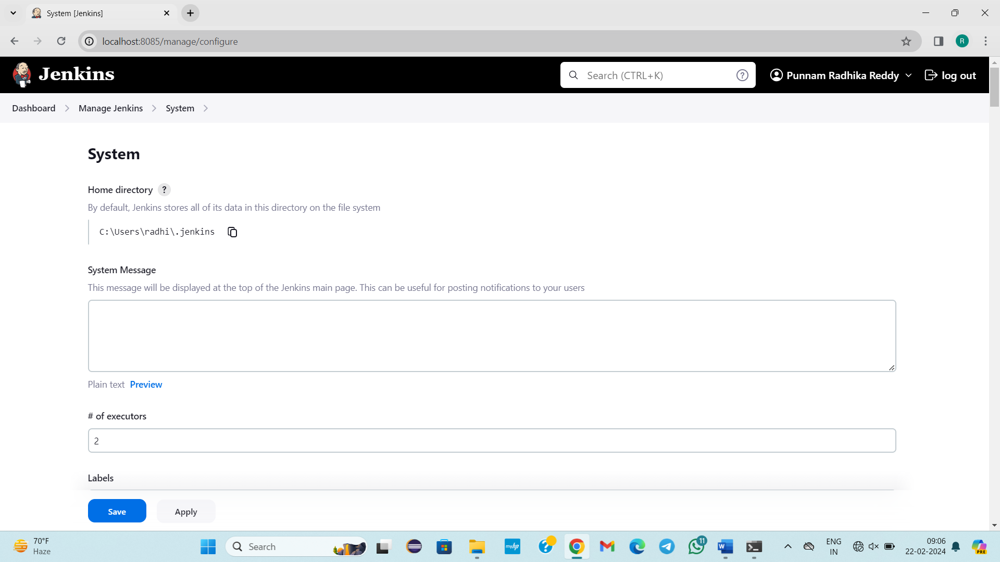 System [Jenkins]
localhost:8085/manage/configure
R
Jenkins
Search (CTRL+K)
?
Punnam Radhika Reddy
log out
Dashboard
Manage Jenkins
System
System
Home directory ?
By default, Jenkins stores all of its data in this directory on the file system
C:\Users\radhi\.jenkins
System Message
This message will be displayed at the top of the Jenkins main page. This can be useful for posting notifications to your users
Plain text Preview
# of executors
2
Labels
Save
Apply
70°F
Haze
Search
myhp
?
11
W
ENG
IN
09:06
22-02-2024
PRE